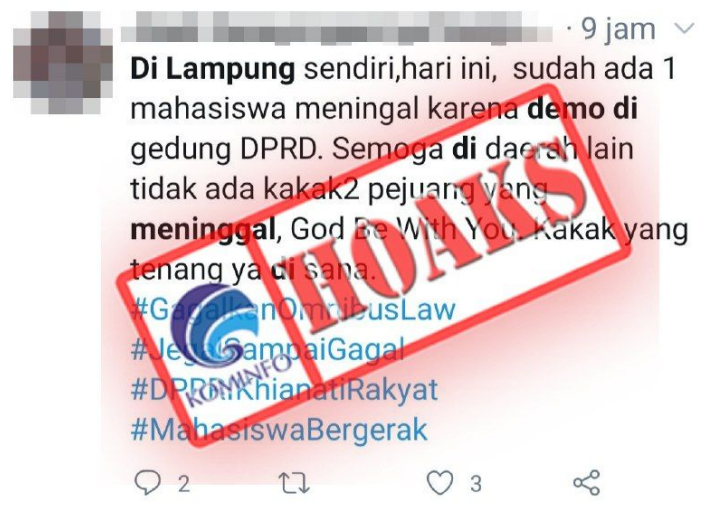 · 9 jam
Di Lampung sendiri,hari ini, sudah ada 1
mahasiswa meningal karena demo di
gedung DPRD. Semoga di daerah lain
tidak ada kakak2 pejuang yang
meninggal, God Be With You. Kakak yang
tenang ya di sana.
#GagalkanOmnibusLaw
#JegalSampaiGagal
#DPRRIKhianatiRakyat
#MahasiswaBergerak
HOAKS
KOMINFO
2
3